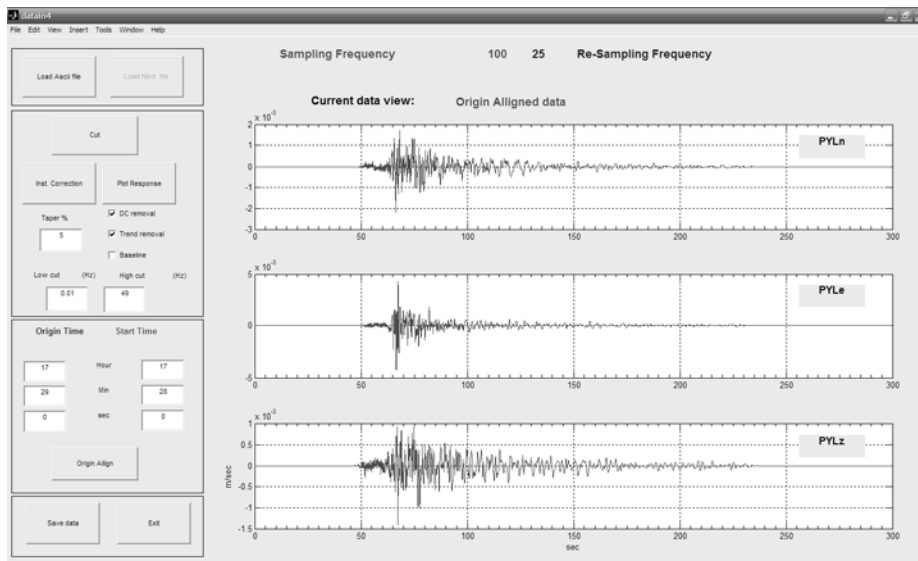 datain4
File Edit View Insert Tools Window Help
Load Ascii file
Load Next file
Cut
Inst. Correction
Plot Response
Taper %
5
DC removal
Trend removal
Baseline
Low cut (Hz)
High cut (Hz)
0.01
49
Origin Time
Start Time
17
Hour
17
29
Min
28
0
sec
0
Origin Allign
Save data
Exit
Sampling Frequency 100 25 Re-Sampling Frequency
Current data view: Origin Alligned data
x 10⁻³
PYLn
2
1
0
-1
-2
-3
0 50 100 150 200 250 300
x 10⁻³
PYLe
5
0
-5
0 50 100 150 200 250 300
x 10⁻³
PYLz
1
0.5
0
-0.5
-1
-1.5
m/sec
0 50 100 150 200 250 300
sec